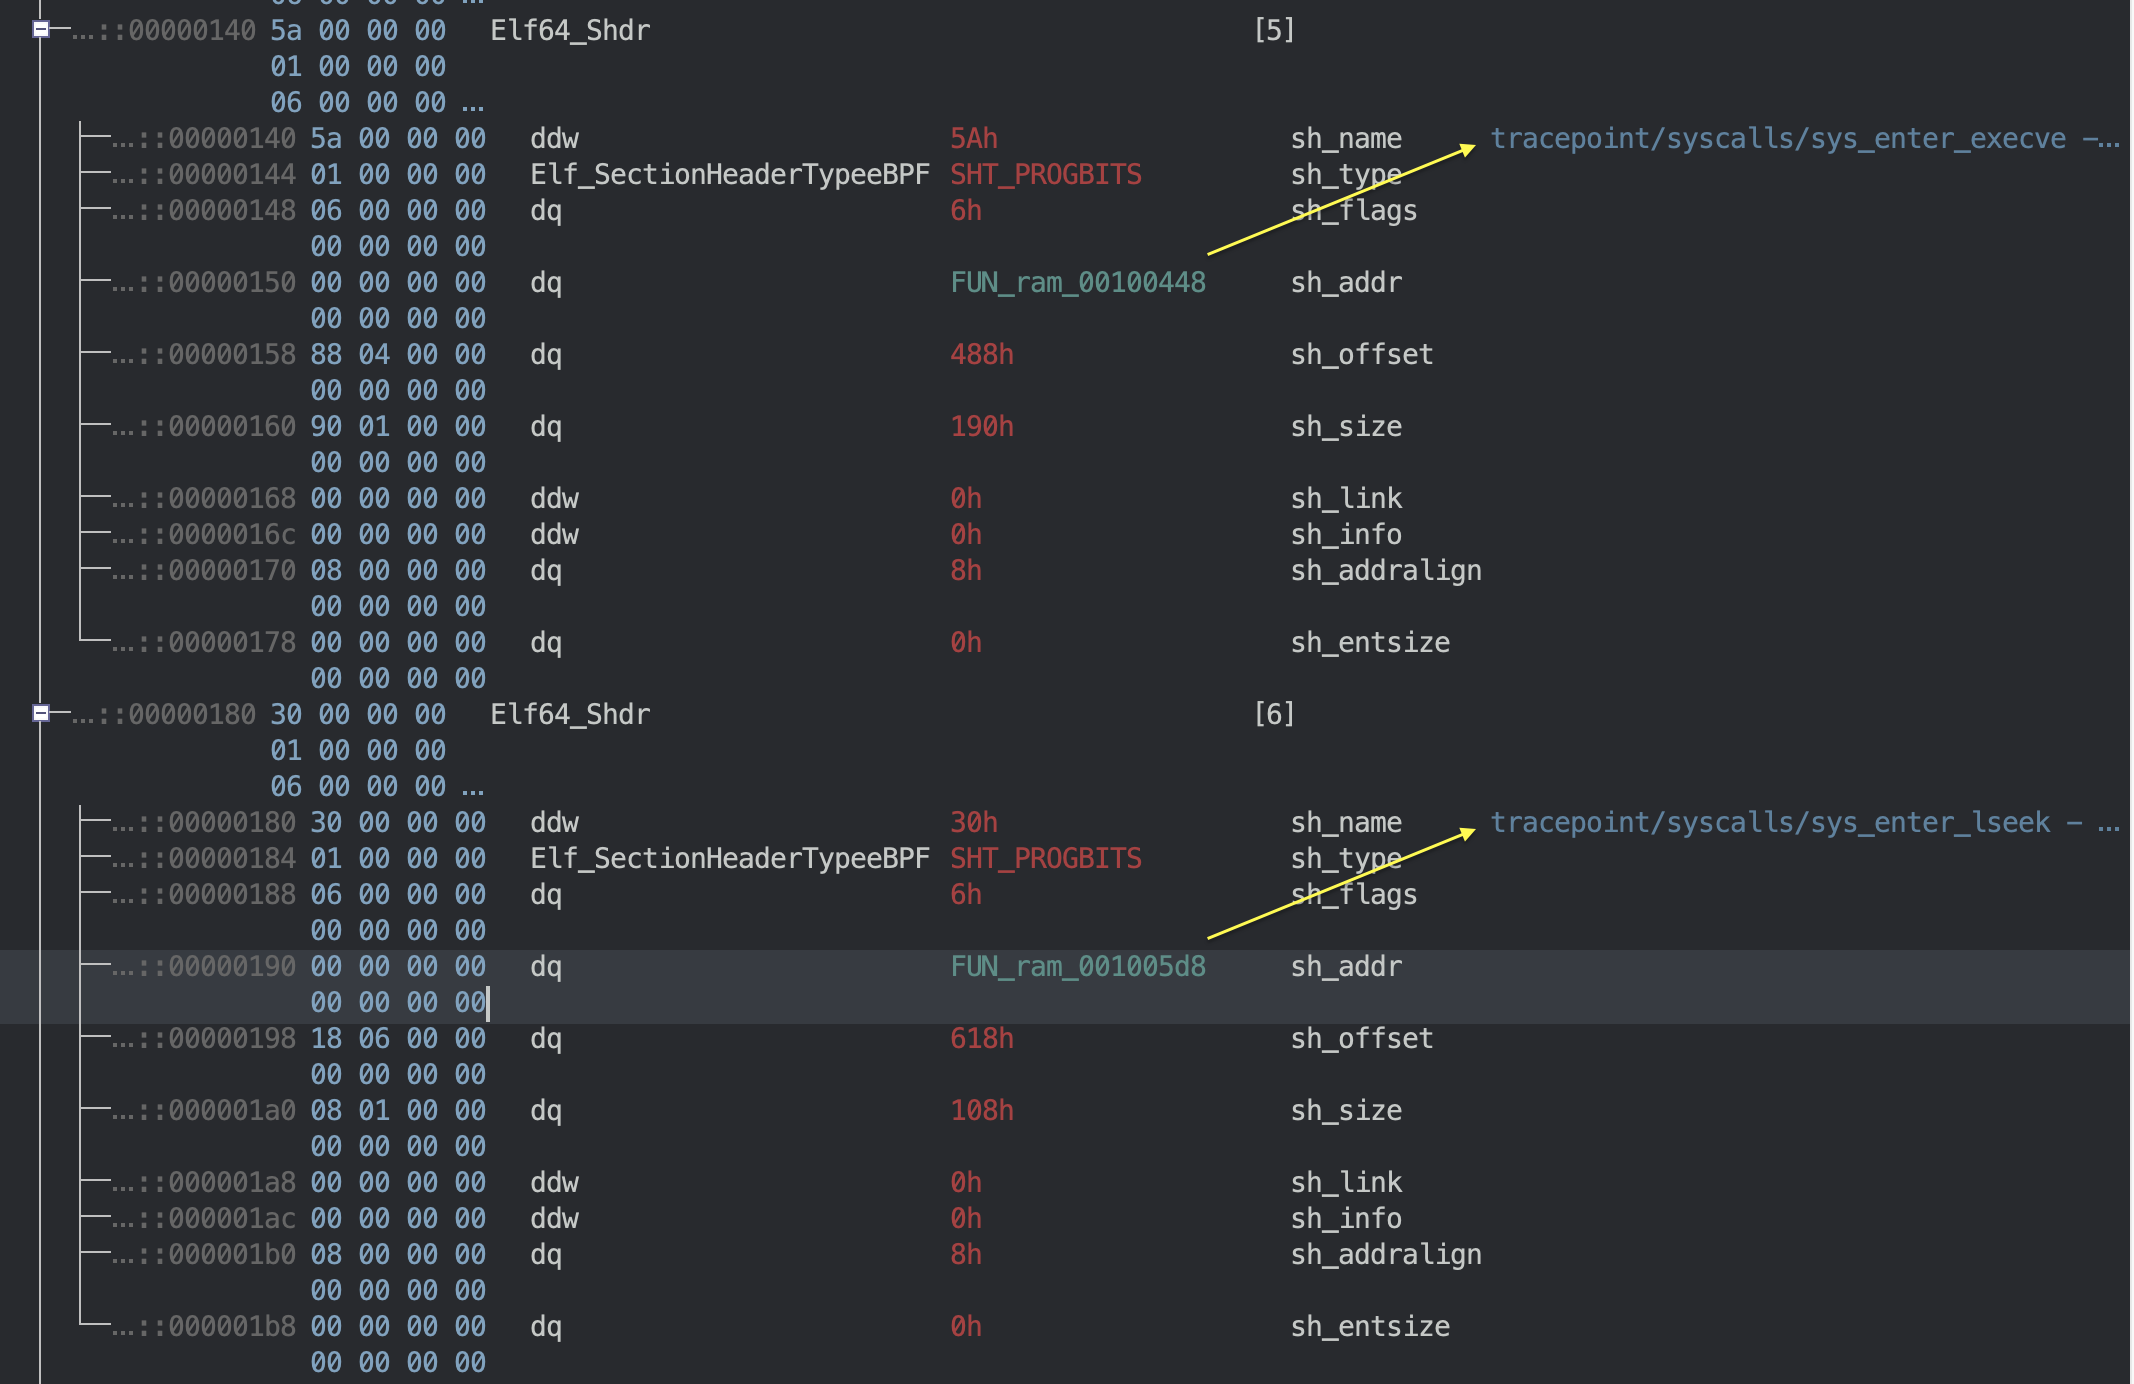 ...::00000140 5a 00 00 00 Elf64_Shdr [5]
01 00 00 00
06 00 00 00 ...
...::00000140 5a 00 00 00 ddw 5Ah sh_name tracepoint/syscalls/sys_enter_execve −...
...::00000144 01 00 00 00 Elf_SectionHeaderTypeeBPF SHT_PROGBITS sh_type
...::00000148 06 00 00 00 dq 6h sh_flags
00 00 00 00
...::00000150 00 00 00 00 dq FUN_ram_00100448 sh_addr
00 00 00 00
...::00000158 88 04 00 00 dq 488h sh_offset
00 00 00 00
...::00000160 90 01 00 00 dq 190h sh_size
00 00 00 00
...::00000168 00 00 00 00 ddw 0h sh_link
...::0000016c 00 00 00 00 ddw 0h sh_info
...::00000170 08 00 00 00 dq 8h sh_addralign
00 00 00 00
...::00000178 00 00 00 00 dq 0h sh_entsize
00 00 00 00
...::00000180 30 00 00 00 Elf64_Shdr [6]
01 00 00 00
06 00 00 00 ...
...::00000180 30 00 00 00 ddw 30h sh_name tracepoint/syscalls/sys_enter_lseek − ...
...::00000184 01 00 00 00 Elf_SectionHeaderTypeeBPF SHT_PROGBITS sh_type
...::00000188 06 00 00 00 dq 6h sh_flags
00 00 00 00
...::00000190 00 00 00 00 dq FUN_ram_001005d8 sh_addr
00 00 00 00
...::00000198 18 06 00 00 dq 618h sh_offset
00 00 00 00
...::000001a0 08 01 00 00 dq 108h sh_size
00 00 00 00
...::000001a8 00 00 00 00 ddw 0h sh_link
...::000001ac 00 00 00 00 ddw 0h sh_info
...::000001b0 08 00 00 00 dq 8h sh_addralign
00 00 00 00
...::000001b8 00 00 00 00 dq 0h sh_entsize
00 00 00 00